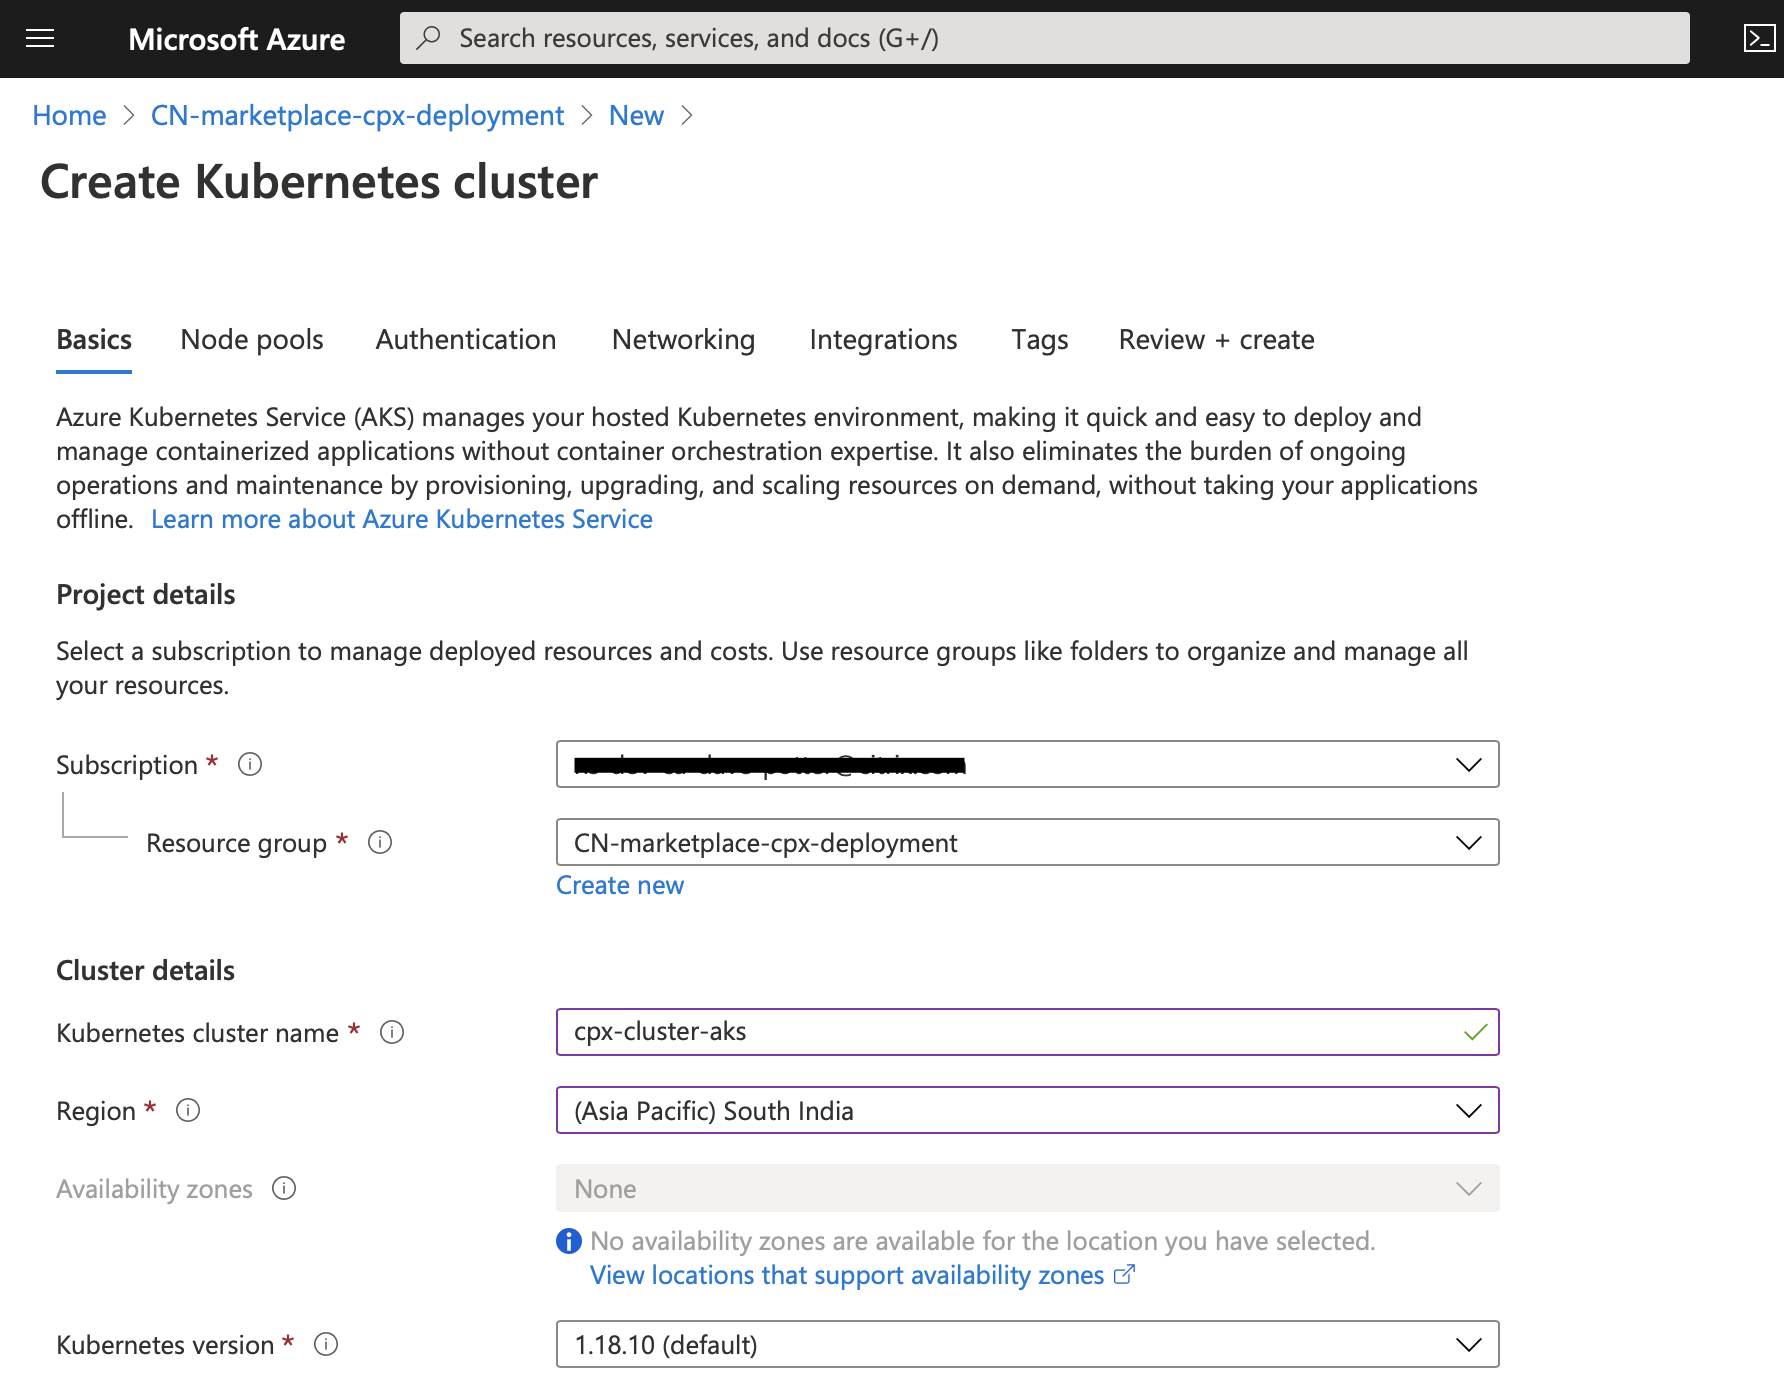 Microsoft Azure
Search resources, services, and docs (G+/)
Home > CN-marketplace-cpx-deployment > New >
Create Kubernetes cluster
Basics Node pools Authentication Networking Integrations Tags Review + create
Azure Kubernetes Service (AKS) manages your hosted Kubernetes environment, making it quick and easy to deploy and
manage containerized applications without container orchestration expertise. It also eliminates the burden of ongoing
operations and maintenance by provisioning, upgrading, and scaling resources on demand, without taking your applications
offline. Learn more about Azure Kubernetes Service
Project details
Select a subscription to manage deployed resources and costs. Use resource groups like folders to organize and manage all
your resources.
Subscription *
Resource group * CN-marketplace-cpx-deployment
Create new
Cluster details
Kubernetes cluster name * cpx-cluster-aks
Region * (Asia Pacific) South India
Availability zones None
No availability zones are available for the location you have selected.
View locations that support availability zones
Kubernetes version * 1.18.10 (default)